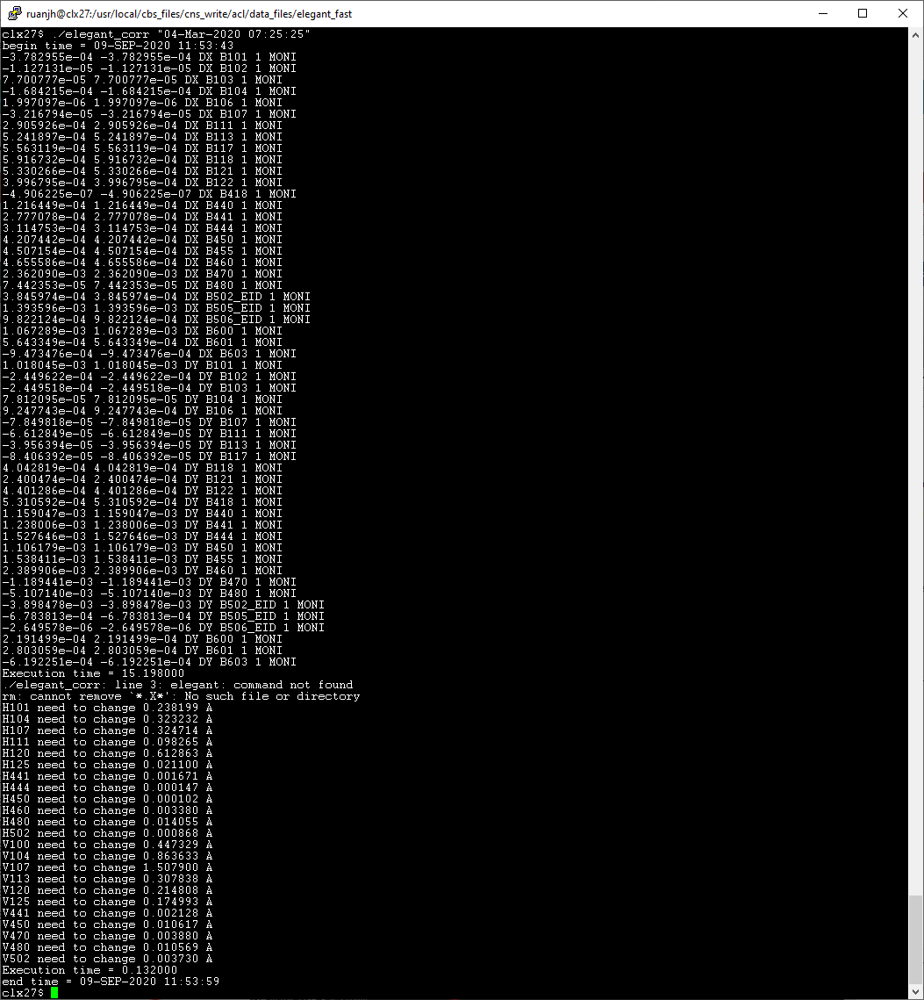 ruanjh@clx27:/usr/local/cbs_files/cns_write/acl/data_files/elegant_fast
clx27$ ./elegant_corr "04-Mar-2020 07:25:25"
begin time = 09-SEP-2020 11:53:43
-3.782955e-04 -3.782955e-04 DX B101 1 MONI
-1.127131e-05 -1.127131e-05 DX B102 1 MONI
7.700777e-05 7.700777e-05 DX B103 1 MONI
-1.684215e-04 -1.684215e-04 DX B104 1 MONI
1.997097e-06 1.997097e-06 DX B106 1 MONI
-3.216794e-05 -3.216794e-05 DX B107 1 MONI
2.905926e-04 2.905926e-04 DX B111 1 MONI
5.241897e-04 5.241897e-04 DX B113 1 MONI
5.563119e-04 5.563119e-04 DX B117 1 MONI
5.916732e-04 5.916732e-04 DX B118 1 MONI
5.330266e-04 5.330266e-04 DX B121 1 MONI
3.996795e-04 3.996795e-04 DX B122 1 MONI
-4.906225e-07 -4.906225e-07 DX B418 1 MONI
1.216449e-04 1.216449e-04 DX B440 1 MONI
2.777078e-04 2.777078e-04 DX B441 1 MONI
3.114753e-04 3.114753e-04 DX B444 1 MONI
4.207442e-04 4.207442e-04 DX B450 1 MONI
4.507154e-04 4.507154e-04 DX B455 1 MONI
4.655586e-04 4.655586e-04 DX B460 1 MONI
2.362090e-03 2.362090e-03 DX B470 1 MONI
7.442353e-05 7.442353e-05 DX B480 1 MONI
3.845974e-04 3.845974e-04 DX B502_EID 1 MONI
1.393596e-03 1.393596e-03 DX B505_EID 1 MONI
9.822124e-04 9.822124e-04 DX B506_EID 1 MONI
1.067289e-03 1.067289e-03 DX B600 1 MONI
5.643349e-04 5.643349e-04 DX B601 1 MONI
-9.473476e-04 -9.473476e-04 DX B603 1 MONI
1.018045e-03 1.018045e-03 DY B101 1 MONI
-2.449622e-04 -2.449622e-04 DY B102 1 MONI
-2.449518e-04 -2.449518e-04 DY B103 1 MONI
7.812095e-05 7.812095e-05 DY B104 1 MONI
9.247743e-04 9.247743e-04 DY B106 1 MONI
-7.849818e-05 -7.849818e-05 DY B107 1 MONI
-6.612849e-05 -6.612849e-05 DY B111 1 MONI
-3.956394e-05 -3.956394e-05 DY B113 1 MONI
-8.406392e-05 -8.406392e-05 DY B117 1 MONI
4.042819e-04 4.042819e-04 DY B118 1 MONI
2.400474e-04 2.400474e-04 DY B121 1 MONI
4.401286e-04 4.401286e-04 DY B122 1 MONI
5.310592e-04 5.310592e-04 DY B418 1 MONI
1.159047e-03 1.159047e-03 DY B440 1 MONI
1.238006e-03 1.238006e-03 DY B441 1 MONI
1.527646e-03 1.527646e-03 DY B444 1 MONI
1.106179e-03 1.106179e-03 DY B450 1 MONI
1.538411e-03 1.538411e-03 DY B455 1 MONI
2.389906e-03 2.389906e-03 DY B460 1 MONI
-1.189441e-03 -1.189441e-03 DY B470 1 MONI
-5.107140e-03 -5.107140e-03 DY B480 1 MONI
-3.898478e-03 -3.898478e-03 DY B502_EID 1 MONI
-6.783813e-04 -6.783813e-04 DY B505_EID 1 MONI
-2.649578e-06 -2.649578e-06 DY B506_EID 1 MONI
2.191499e-04 2.191499e-04 DY B600 1 MONI
2.803059e-04 2.803059e-04 DY B601 1 MONI
-6.192251e-04 -6.192251e-04 DY B603 1 MONI
Execution time = 15.198000
./elegant_corr: line 3: elegant: command not found
rm: cannot remove `*.X*': No such file or directory
H101 need to change 0.238199 A
H104 need to change 0.323232 A
H107 need to change 0.324714 A
H111 need to change 0.098265 A
H120 need to change 0.612863 A
H125 need to change 0.021100 A
H441 need to change 0.001671 A
H444 need to change 0.000147 A
H450 need to change 0.000102 A
H460 need to change 0.003380 A
H480 need to change 0.014055 A
H502 need to change 0.000868 A
V100 need to change 0.447329 A
V104 need to change 0.863633 A
V107 need to change 1.507900 A
V113 need to change 0.307838 A
V120 need to change 0.214808 A
V125 need to change 0.174993 A
V441 need to change 0.002128 A
V450 need to change 0.010617 A
V470 need to change 0.003880 A
V480 need to change 0.010569 A
V502 need to change 0.003730 A
Execution time = 0.132000
end time = 09-SEP-2020 11:53:59
clx27$